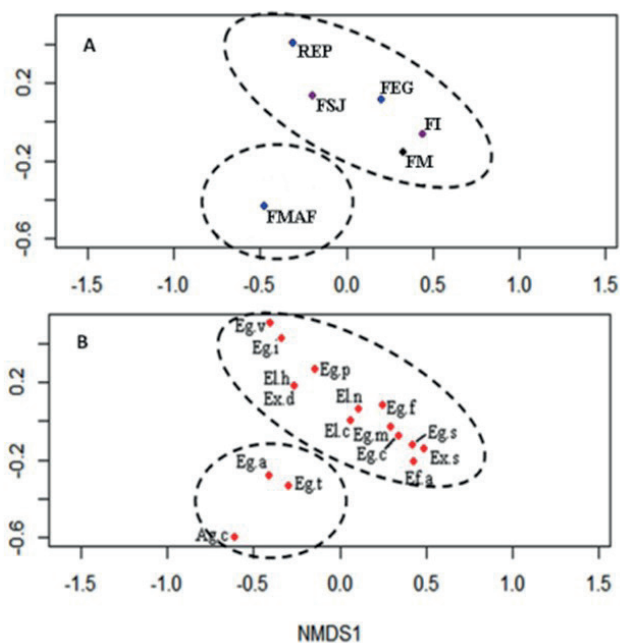 A
REP
FEG
FSJ
FI
FM
FMAF
0.2
-0.2
-0.6
-1.5 -1.0 -0.5 0.0 0.5 1.0 1.5
B
Eg.v
Eg.i
Eg.p
El.h
Ex.d
El.n
Eg.f
El.c
Eg.m
Eg.s
Eg.c
Ex.s
Ef.a
Eg.a
Eg.t
Ag.c
0.2
-0.2
-0.6
-1.5 -1.0 -0.5 0.0 0.5 1.0 1.5
NMDS1